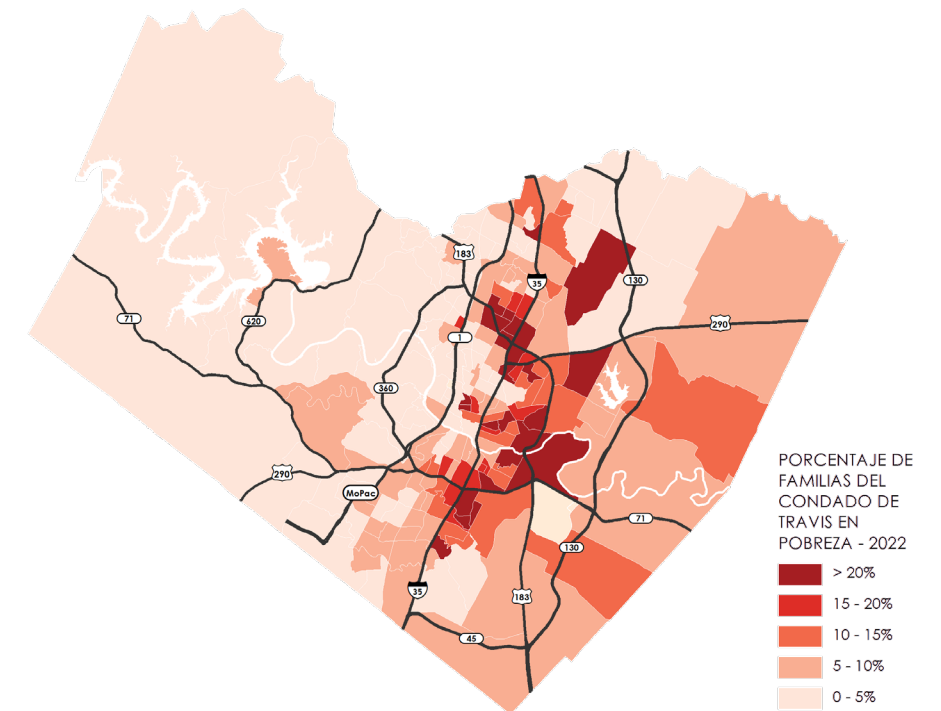 183
35
130
71
620
1
290
360
290
MoPac
71
130
35
183
45
PORCENTAJE DE
FAMILIAS DEL
CONDADO DE
TRAVIS EN
POBREZA - 2022
> 20%
15 - 20%
10 - 15%
5 - 10%
0 - 5%